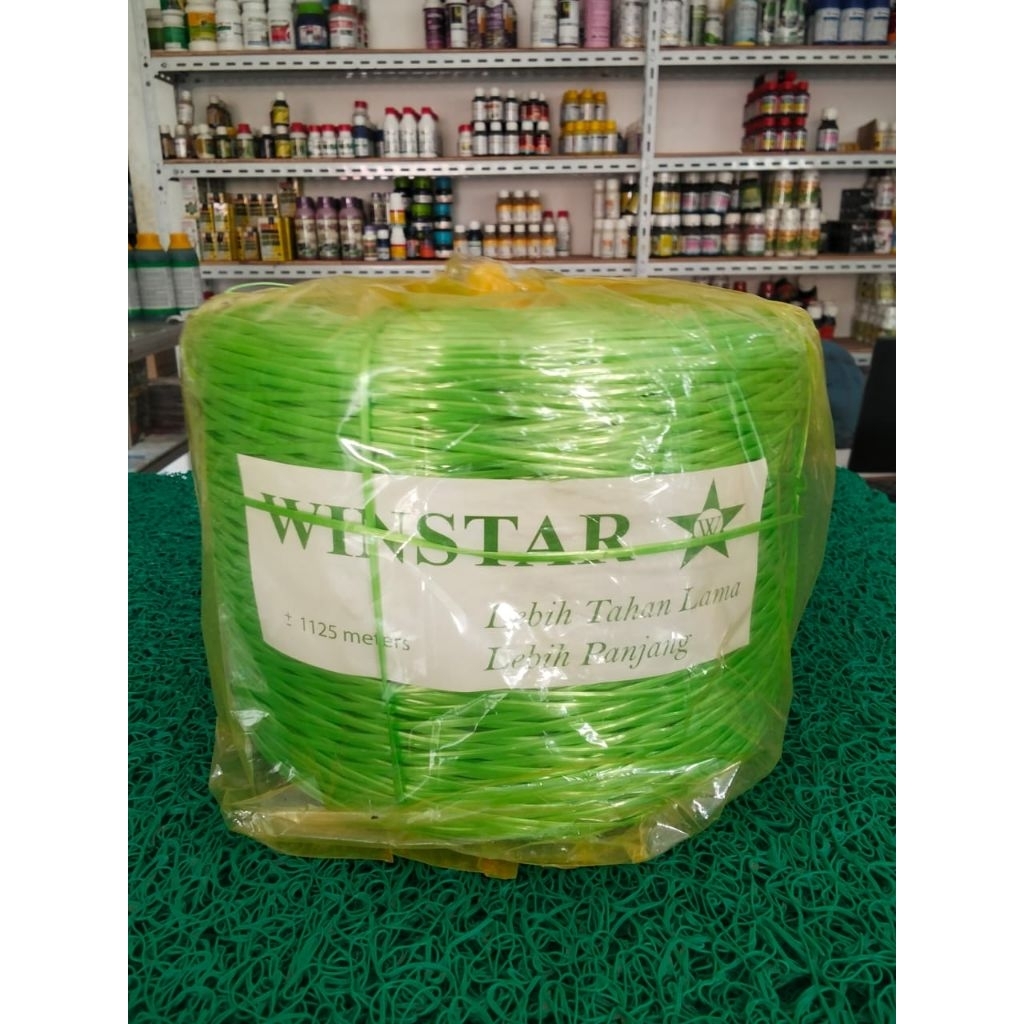 WINSTAR W
Lebih Tahan Lama
± 1125 meters
Lebih Panjang